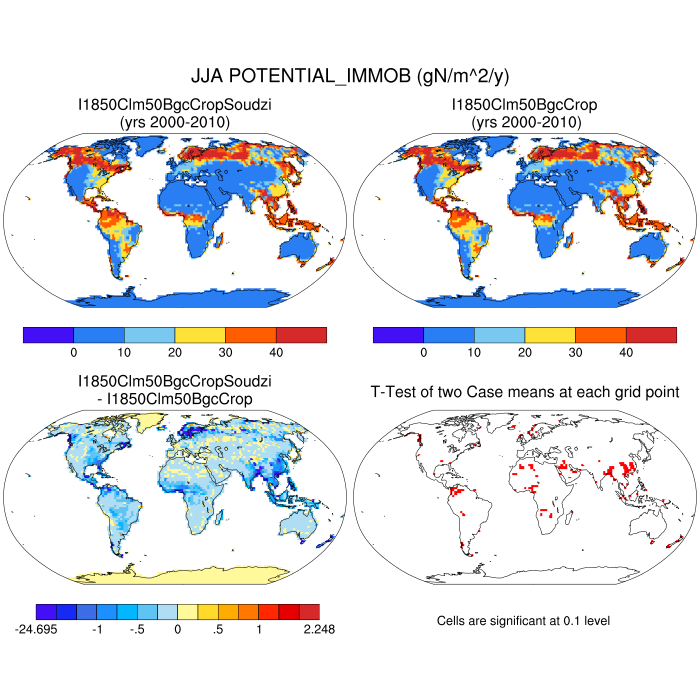 JJA POTENTIAL_IMMOB (gN/m^2/y)
I1850Clm50BgcCropSoudzi
(yrs 2000-2010)
I1850Clm50BgcCrop
(yrs 2000-2010)
0 10 20 30 40
0 10 20 30 40
I1850Clm50BgcCropSoudzi
- I1850Clm50BgcCrop
T-Test of two Case means at each grid point
-24.695 -1 -.5 0 .5 1 2.248
Cells are significant at 0.1 level